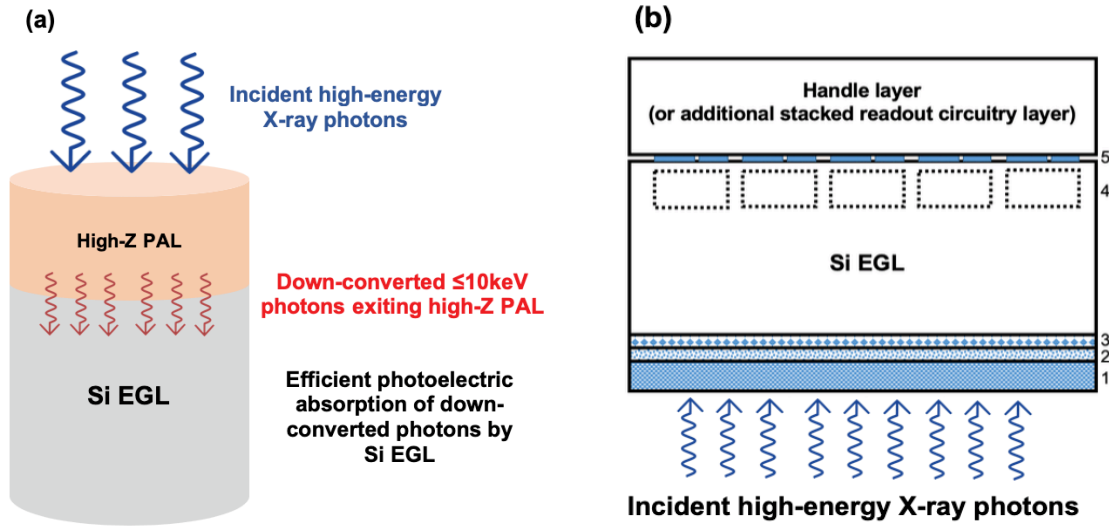 (a)
Incident high-energy
X-ray photons
High-Z PAL
Down-converted ≤10keV
photons exiting high-Z PAL
Si EGL
Efficient photoelectric
absorption of down-
converted photons by
Si EGL
(b)
Handle layer
(or additional stacked readout circuitry layer)
5
4
Si EGL
3
2
1
Incident high-energy X-ray photons